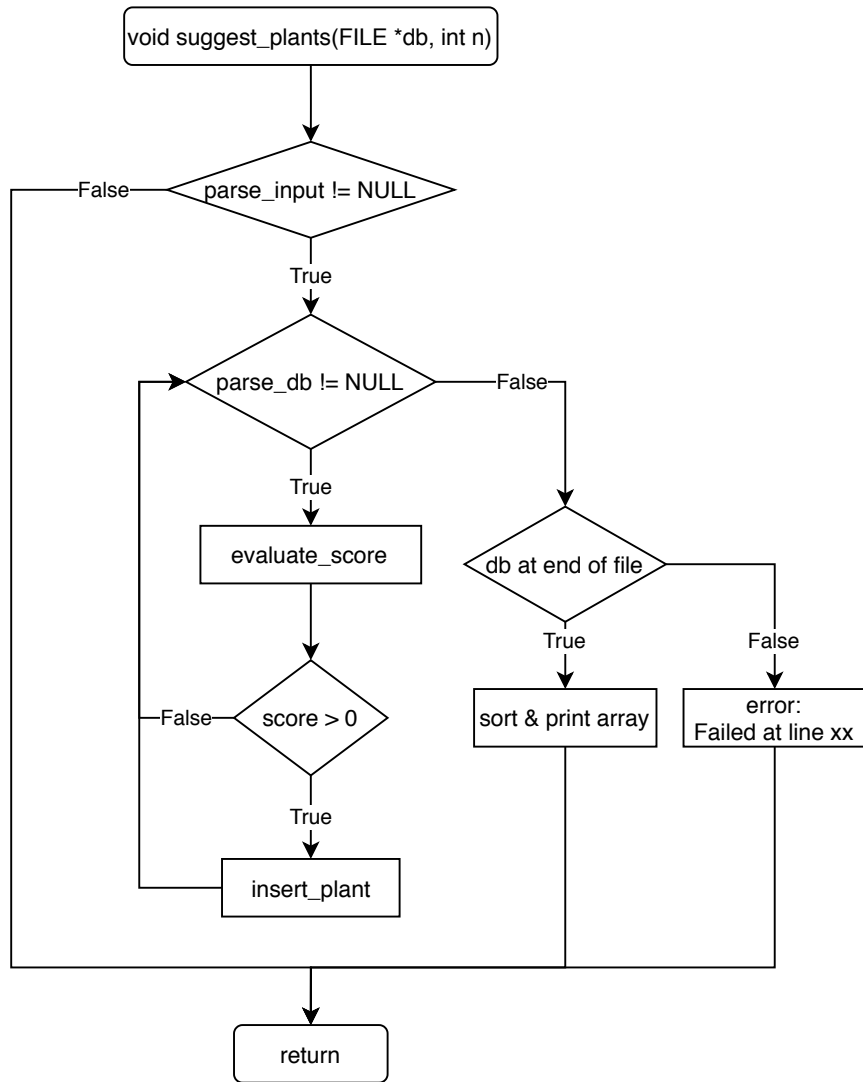 void suggest_plants(FILE *db, int n)
False
parse_input != NULL
True
parse_db != NULL
False
True
evaluate_score
db at end of file
True
False
False
score > 0
sort & print array
error:
Failed at line xx
True
insert_plant
return